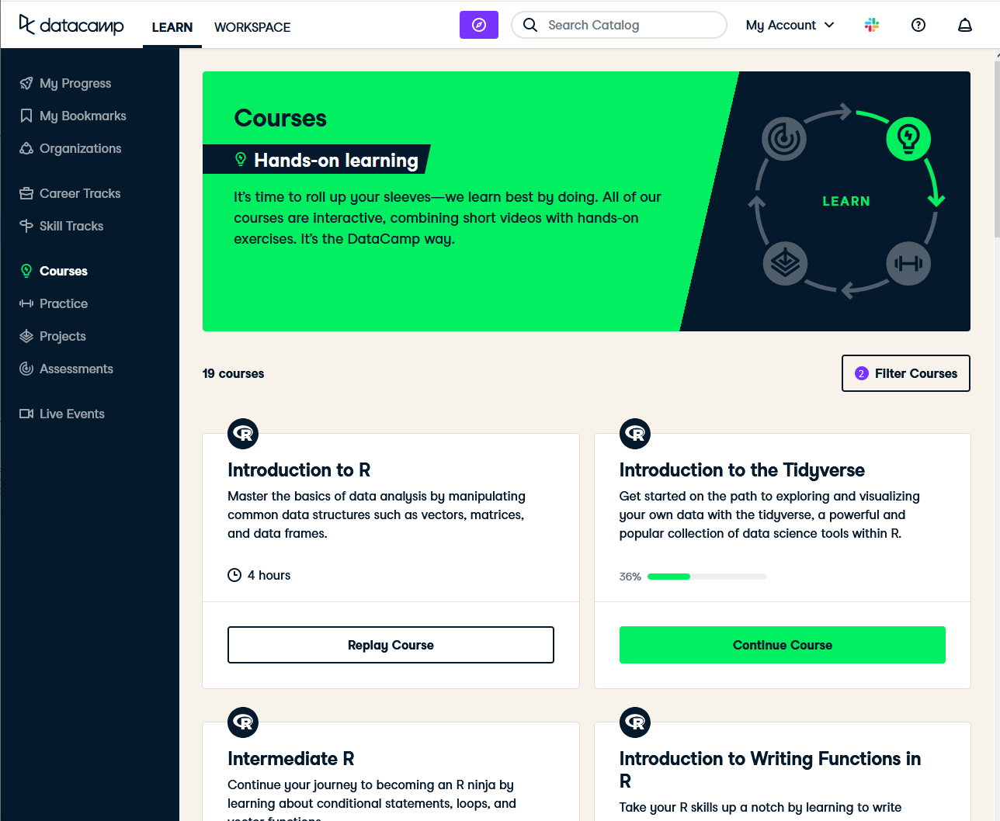 datacamp
LEARN
WORKSPACE
Search Catalog
My Account
My Progress
My Bookmarks
Organizations
Career Tracks
Skill Tracks
Courses
Practice
Projects
Assessments
Live Events
Courses
Hands-on learning
It's time to roll up your sleeves—we learn best by doing. All of our
courses are interactive, combining short videos with hands-on
exercises. It's the DataCamp way.
LEARN
19 courses
2 Filter Courses
R
Introduction to R
Master the basics of data analysis by manipulating
common data structures such as vectors, matrices,
and data frames.
4 hours
Replay Course
R
Introduction to the Tidyverse
Get started on the path to exploring and visualizing
your own data with the tidyverse, a powerful and
popular collection of data science tools within R.
36%
Continue Course
R
Intermediate R
Continue your journey to becoming an R ninja by
learning about conditional statements, loops, and
vector functions.
R
Introduction to Writing Functions in
R
Take your R skills up a notch by learning to write